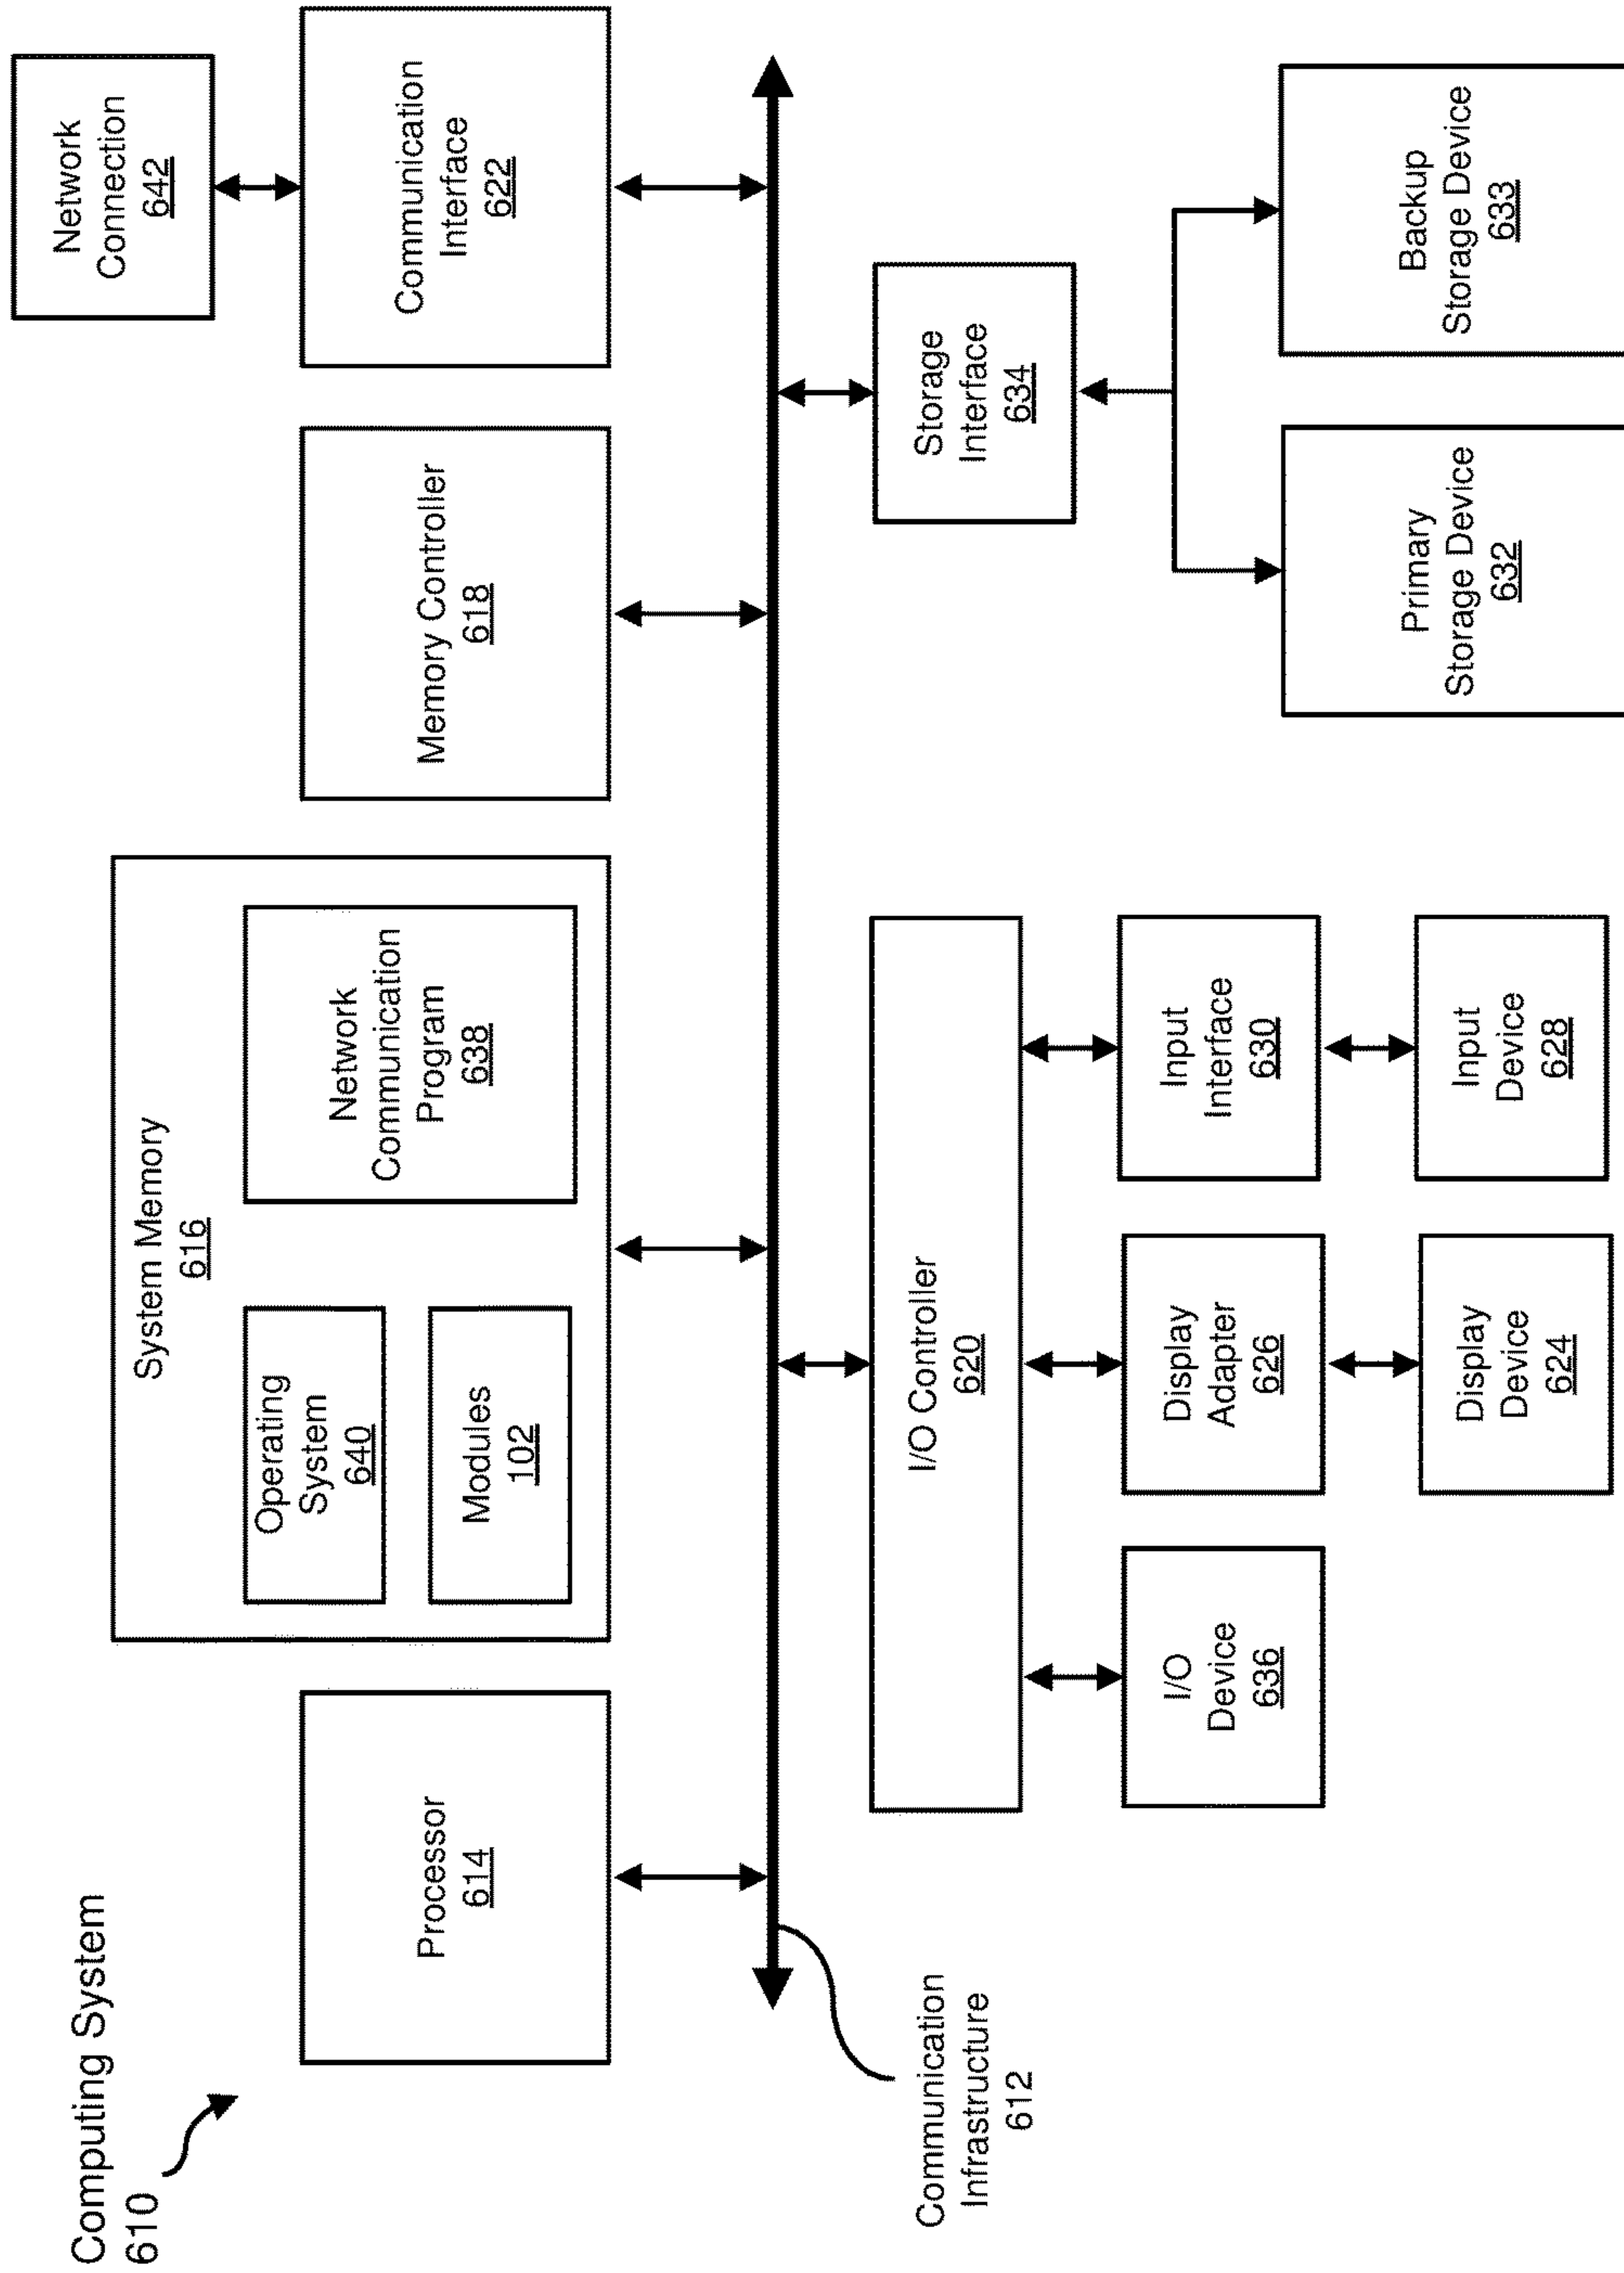 Computing System
610
Processor
614
System Memory
616
Operating
System
640
Modules
102
Network
Communication
Program
638
Memory Controller
618
Network
Connection
642
Communication
Interface
622
Communication
Infrastructure
612
I/O Controller
620
I/O
Device
636
Display
Adapter
626
Input
Interface
630
Display
Device
624
Input
Device
628
Storage
Interface
634
Primary
Storage Device
632
Backup
Storage Device
633